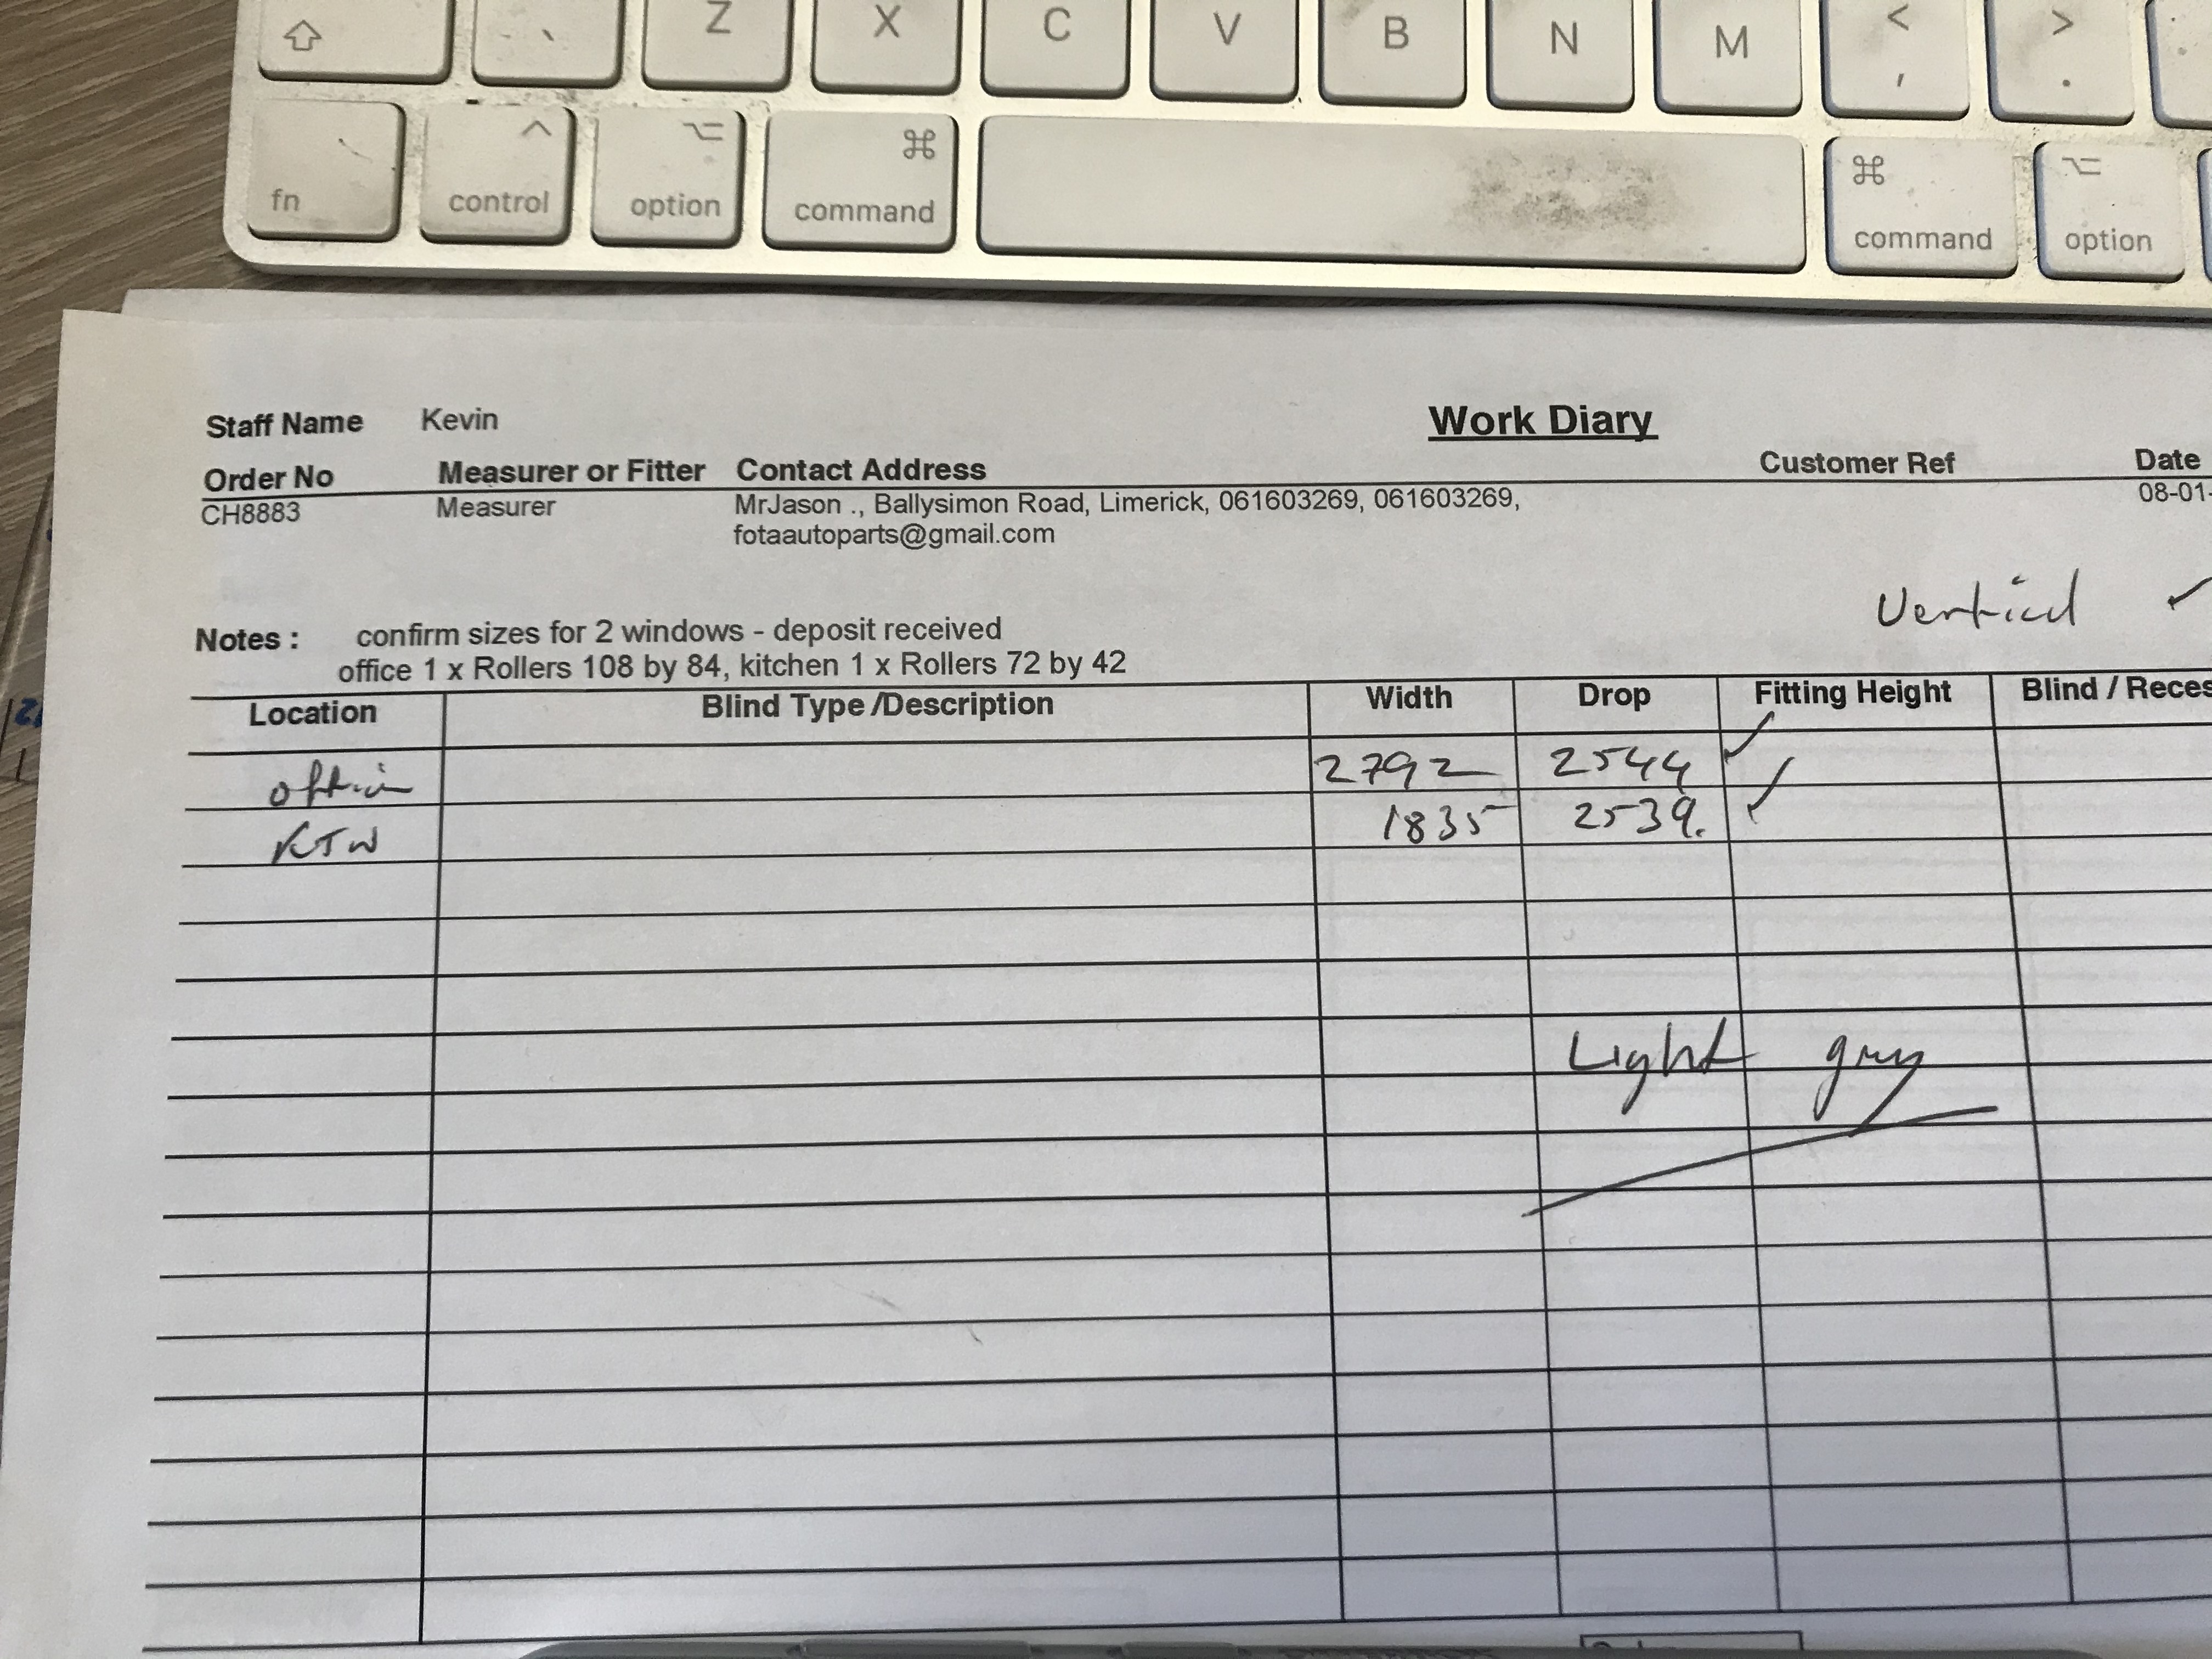 Z X C V B N M < ,  > .
fn control option command command option
Staff Name Kevin
Work Diary
Order No Measurer or Fitter Contact Address Customer Ref Date
CH8883 Measurer MrJason ., Ballysimon Road, Limerick, 061603269, 061603269, 08-01-
fotaautoparts@gmail.com
Vertical ✓
Notes : confirm sizes for 2 windows - deposit received
office 1 x Rollers 108 by 84, kitchen 1 x Rollers 72 by 42
Location Blind Type /Description Width Drop Fitting Height Blind / Reces
office 2792 2544 ✓
KTW 1835 2539. ✓
Light grey